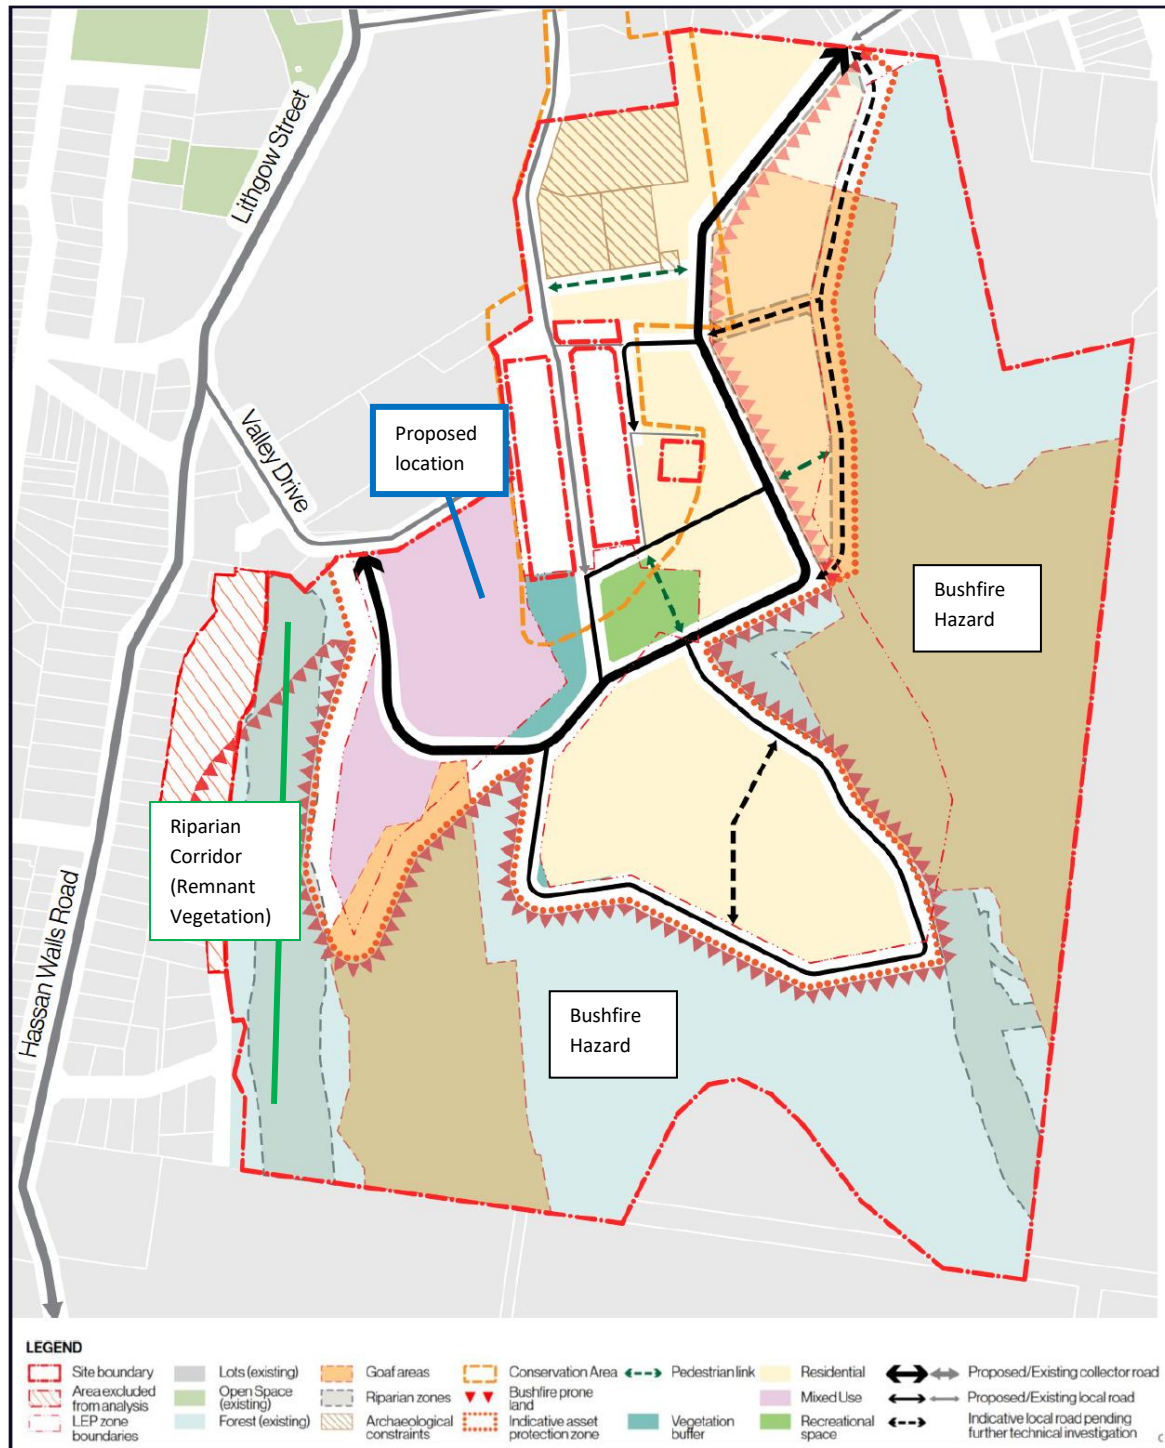 Lithgow Street
Valley Drive
Proposed
location
Bushfire
Hazard
Riparian
Corridor
(Remnant
Vegetation)
Hassan Walls Road
Bushfire
Hazard
LEGEND
Site boundary
Area excluded
from analysis
LEP zone
boundaries
Lots (existing)
Open Space
(existing)
Forest (existing)
Goaf areas
Riparian zones
Archaeological
constraints
Conservation Area
Bushfire prone
land
Indicative asset
protection zone
Pedestrian link
Vegetation
buffer
Residential
Mixed Use
Recreational
space
Proposed/Existing collector road
Proposed/Existing local road
Indicative local road pending
further technical investigation